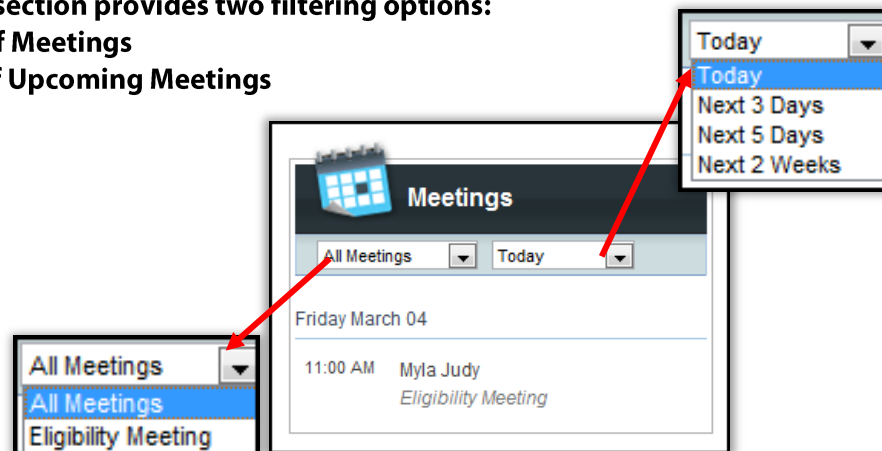 section provides two filtering options:
f Meetings
f Upcoming Meetings
Today
Today
Next 3 Days
Next 5 Days
Next 2 Weeks
Meetings
All Meetings Today
Friday March 04
11:00 AM Myla Judy
Eligibility Meeting
All Meetings
All Meetings
Eligibility Meeting